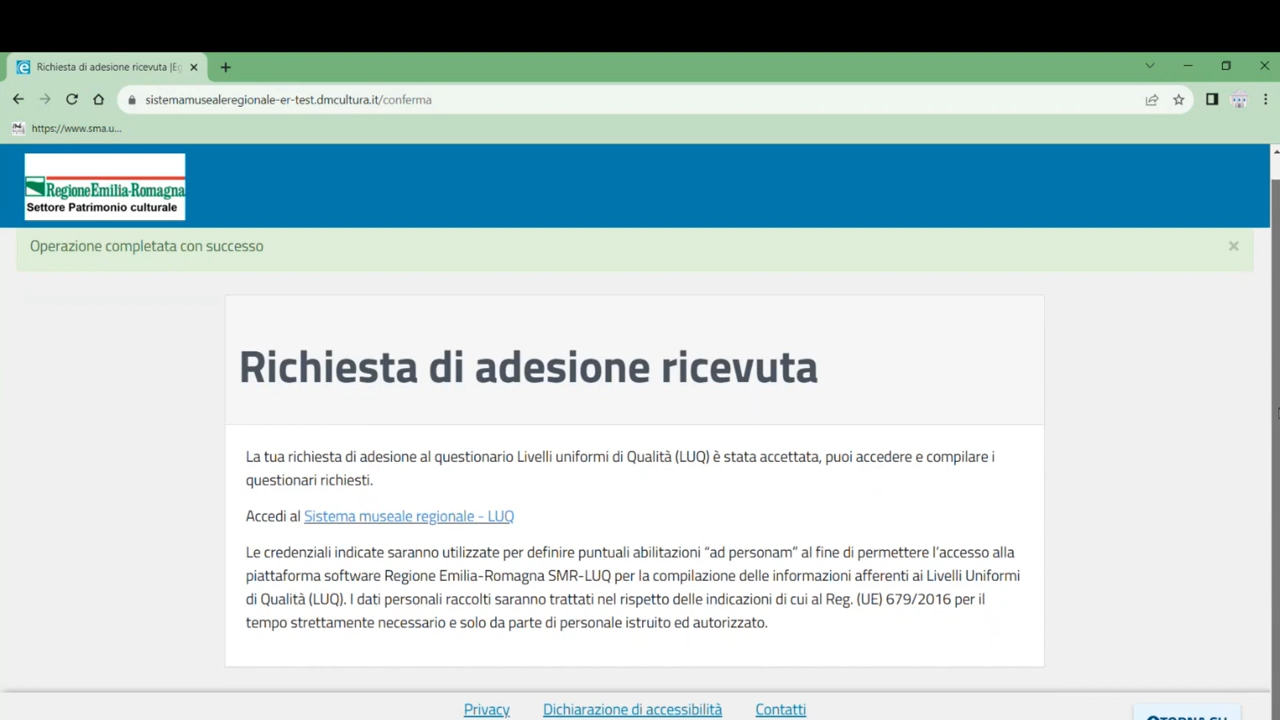 Richiesta di adesione ricevuta |Eg
sistemamusealeregionale-er-test.dmcultura.it/conferma
https://www.sma.u...
RegioneEmilia-Romagna
Settore Patrimonio culturale
Operazione completata con successo
Richiesta di adesione ricevuta
La tua richiesta di adesione al questionario Livelli uniformi di Qualità (LUQ) è stata accettata, puoi accedere e compilare i
questionari richiesti.
Accedi al Sistema museale regionale - LUQ
Le credenziali indicate saranno utilizzate per definire puntuali abilitazioni “ad personam” al fine di permettere l’accesso alla
piattaforma software Regione Emilia-Romagna SMR-LUQ per la compilazione delle informazioni afferenti ai Livelli Uniformi
di Qualità (LUQ). I dati personali raccolti saranno trattati nel rispetto delle indicazioni di cui al Reg. (UE) 679/2016 per il
tempo strettamente necessario e solo da parte di personale istruito ed autorizzato.
Privacy Dichiarazione di accessibilità Contatti
TORNA SU